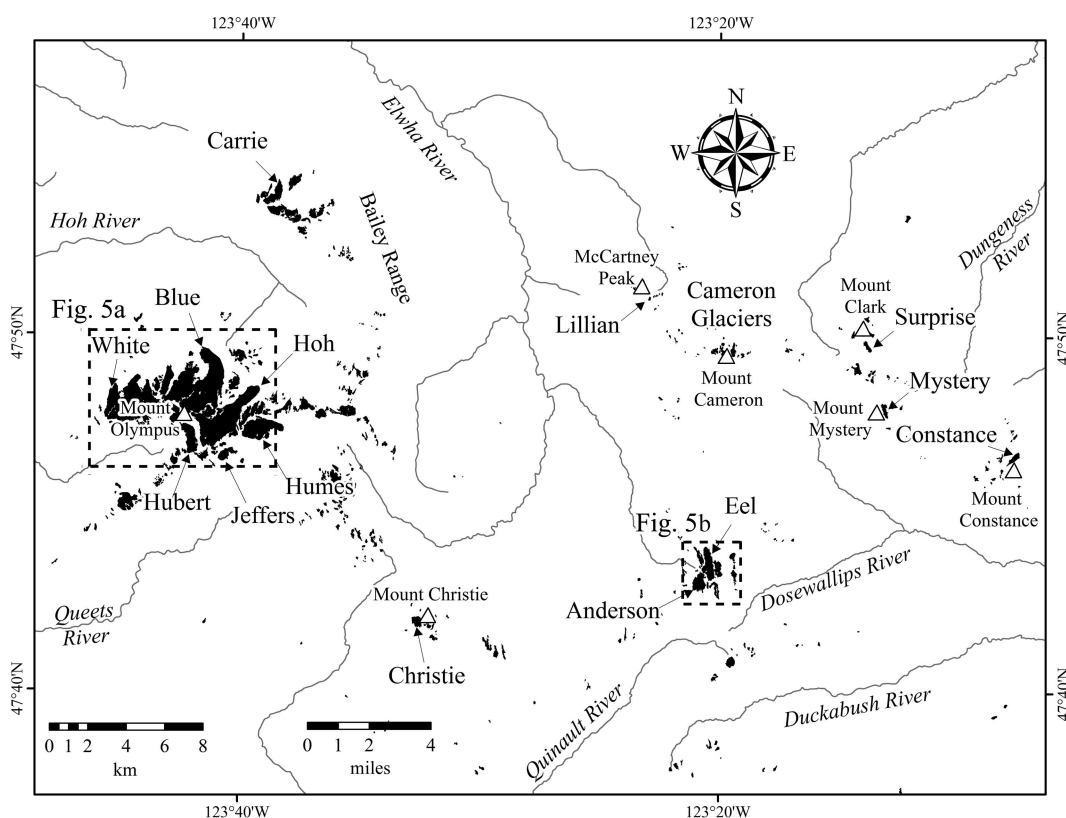 123°40'W
123°20'W
N
W
E
S
Elwha River
Carrie
Hoh River
Bailey Range
Dungeness
River
McCartney
Peak
Lillian
Cameron
Glaciers
Mount
Cameron
Mount
Clark
Surprise
47°50'N
47°50'N
Fig. 5a
Blue
White
Hoh
Mount
Olympus
Hubert
Jeffers
Humes
Mystery
Mount
Mystery
Constance
Mount
Constance
Fig. 5b
Eel
Anderson
Dosewallips River
Queets
River
Mount Christie
Christie
Quinault River
Duckabush River
47°40'N
47°40'N
0 1 2 4 6 8
km
0 1 2 4
miles
123°40'W
123°20'W